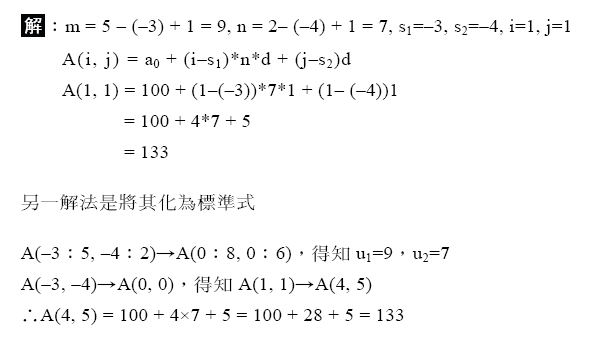 解：m = 5 – (–3) + 1 = 9, n = 2– (–4) + 1 = 7, s₁=–3, s₂=–4, i=1, j=1
A(i, j) = a₀ + (i–s₁)*n*d + (j–s₂)d
A(1, 1) = 100 + (1–(–3))*7*1 + (1– (–4))1
= 100 + 4*7 + 5
= 133
另一解法是將其化為標準式
A(–3：5, –4：2)→A(0：8, 0：6)，得知 u₁=9，u₂=7
A(–3, –4)→A(0, 0)，得知 A(1, 1)→A(4, 5)
∴A(4, 5) = 100 + 4×7 + 5 = 100 + 28 + 5 = 133